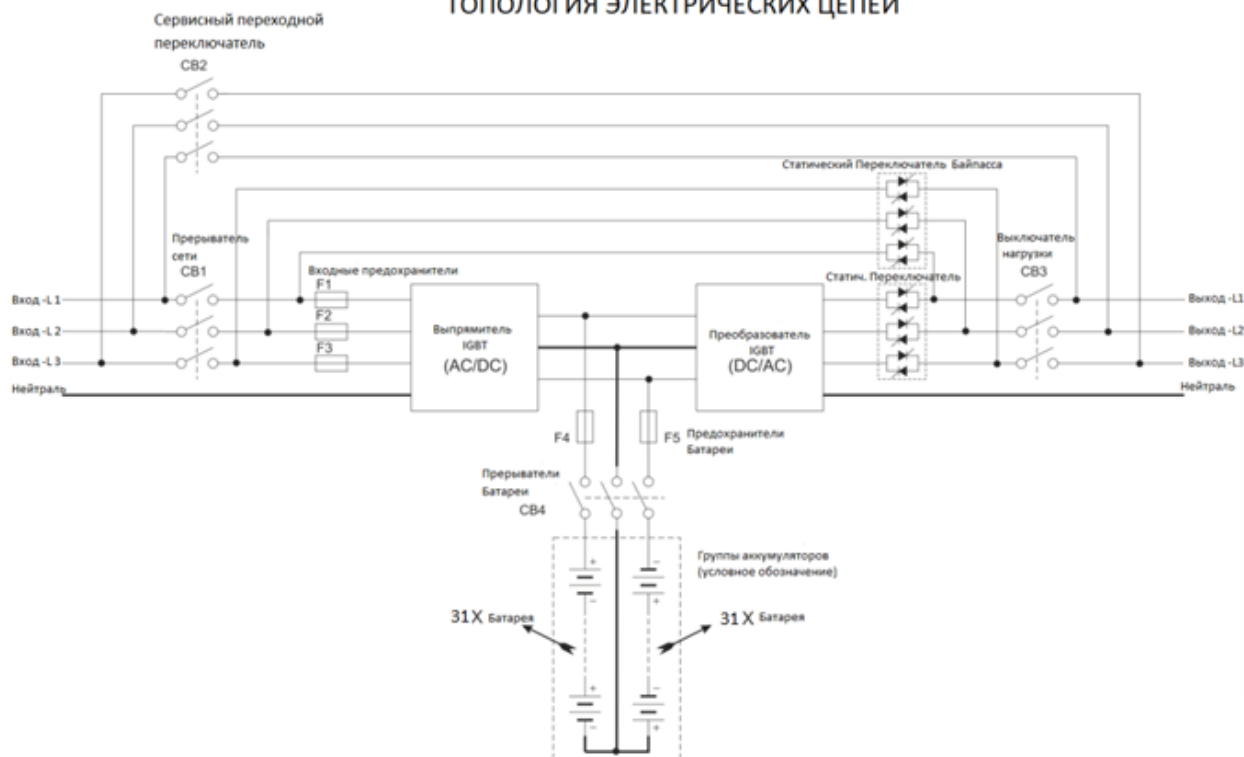 ТОПОЛОГИЯ ЭЛЕКТРИЧЕСКИХ ЦЕПЕЙ
Сервисный переходной
переключатель
CB2
Статический Переключатель Байпасса
Прерыватель
сети
CB1
Входные предохранители
F1
F2
F3
Выключатель
нагрузки
CB3
Статич. Переключатель
Вход -L 1
Вход -L 2
Вход -L 3
Нейтраль
Выпрямитель
IGBT
(AC/DC)
Преобразователь
IGBT
(DC/AC)
Выход -L1
Выход -L2
Выход -L3
Нейтраль
F4
F5
Предохранители
Батареи
Прерыватели
Батареи
CB4
Группы аккумуляторов
(условное обозначение)
+
-
-
+
31X Батарея
31X Батарея
+
-
-
+